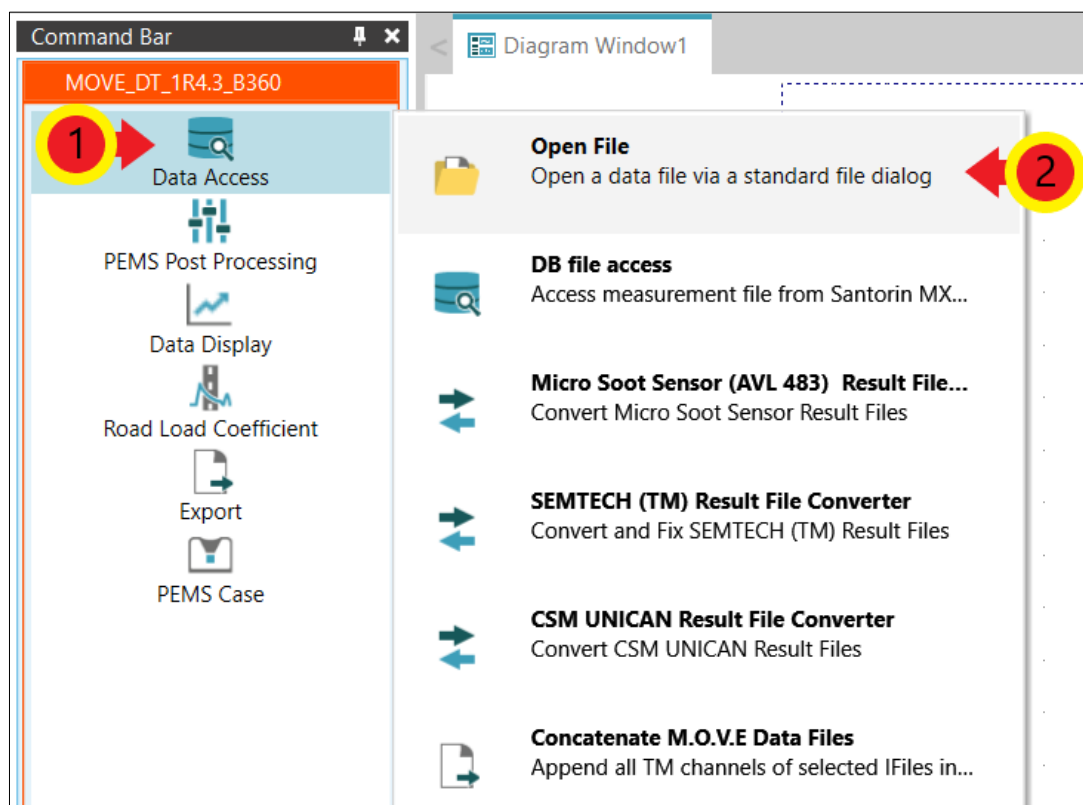 Command Bar
Diagram Window1
MOVE_DT_1R4.3_B360
1
Data Access
PEMS Post Processing
Data Display
Road Load Coefficient
Export
PEMS Case
Open File
Open a data file via a standard file dialog
2
DB file access
Access measurement file from Santorin MX...
Micro Soot Sensor (AVL 483)  Result File...
Convert Micro Soot Sensor Result Files
SEMTECH (TM) Result File Converter
Convert and Fix SEMTECH (TM) Result Files
CSM UNICAN Result File Converter
Convert CSM UNICAN Result Files
Concatenate M.O.V.E Data Files
Append all TM channels of selected IFiles in...